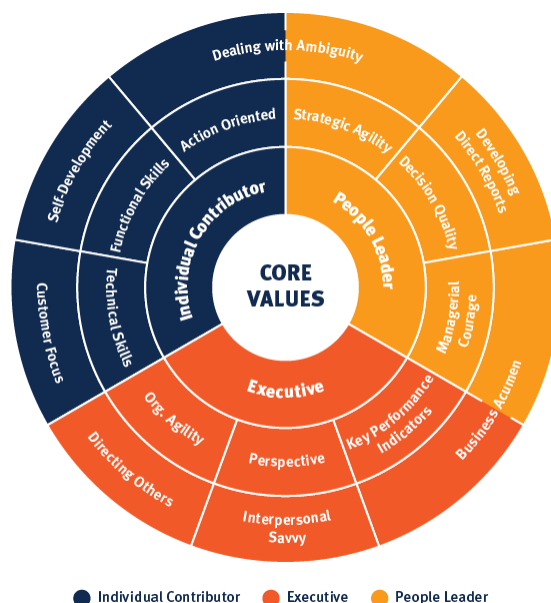 Dealing with Ambiguity
Self-Development
Action Oriented
Strategic Agility
Developing
Direct Reports
Functional Skills
Decision Quality
Individual Contributor
People Leader
CORE
VALUES
Customer Focus
Technical Skills
Managerial
Courage
Business Acumen
Executive
Org. Agility
Perspective
Key Performance
Indicators
Directing Others
Interpersonal
Savvy
Individual Contributor
Executive
People Leader